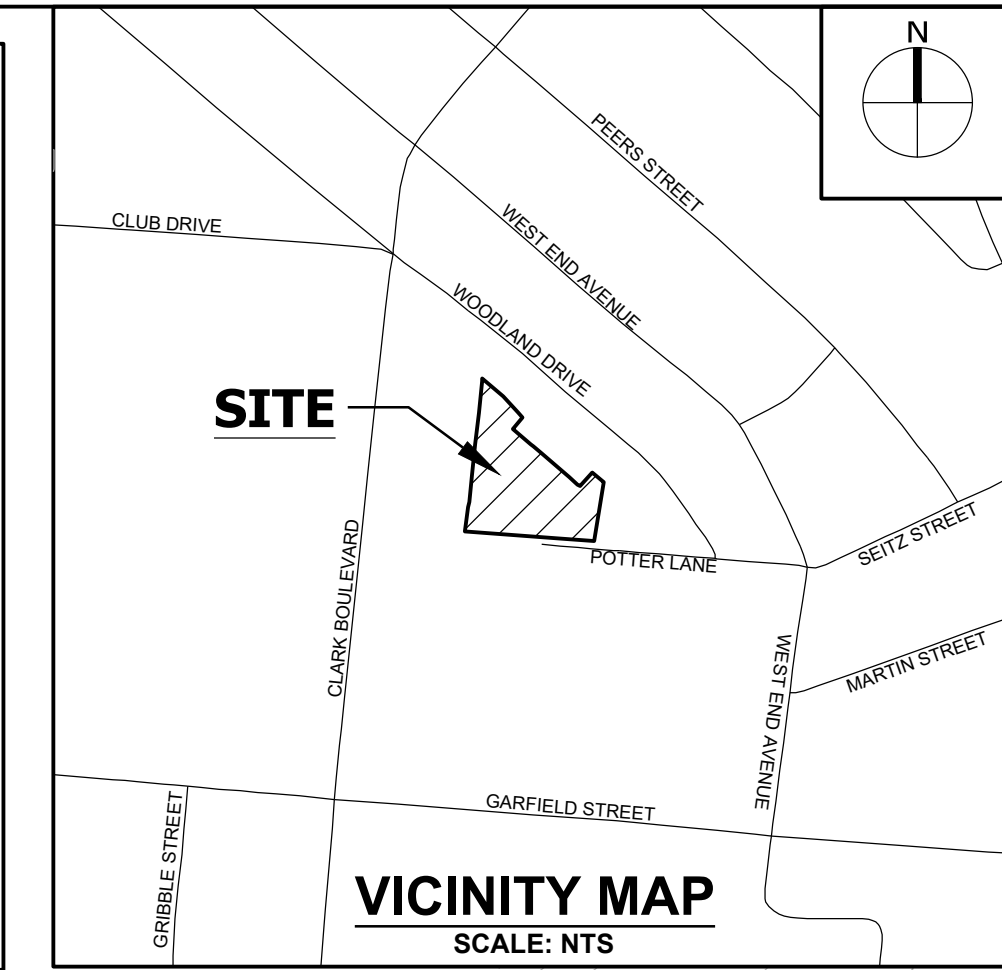 N
PEERS STREET
CLUB DRIVE
WEST END AVENUE
WOODLAND DRIVE
SITE
CLARK BOULEVARD
SEITZ STREET
POTTER LANE
MARTIN STREET
WEST END AVENUE
GARFIELD STREET
GRIBBLE STREET
VICINITY MAP
SCALE: NTS